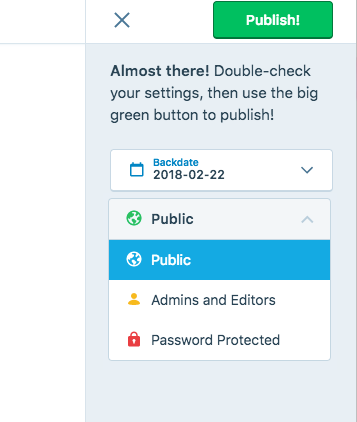 Publish!
Almost there! Double-check
your settings, then use the big
green button to publish!
Backdate
2018-02-22
Public
Public
Admins and Editors
Password Protected